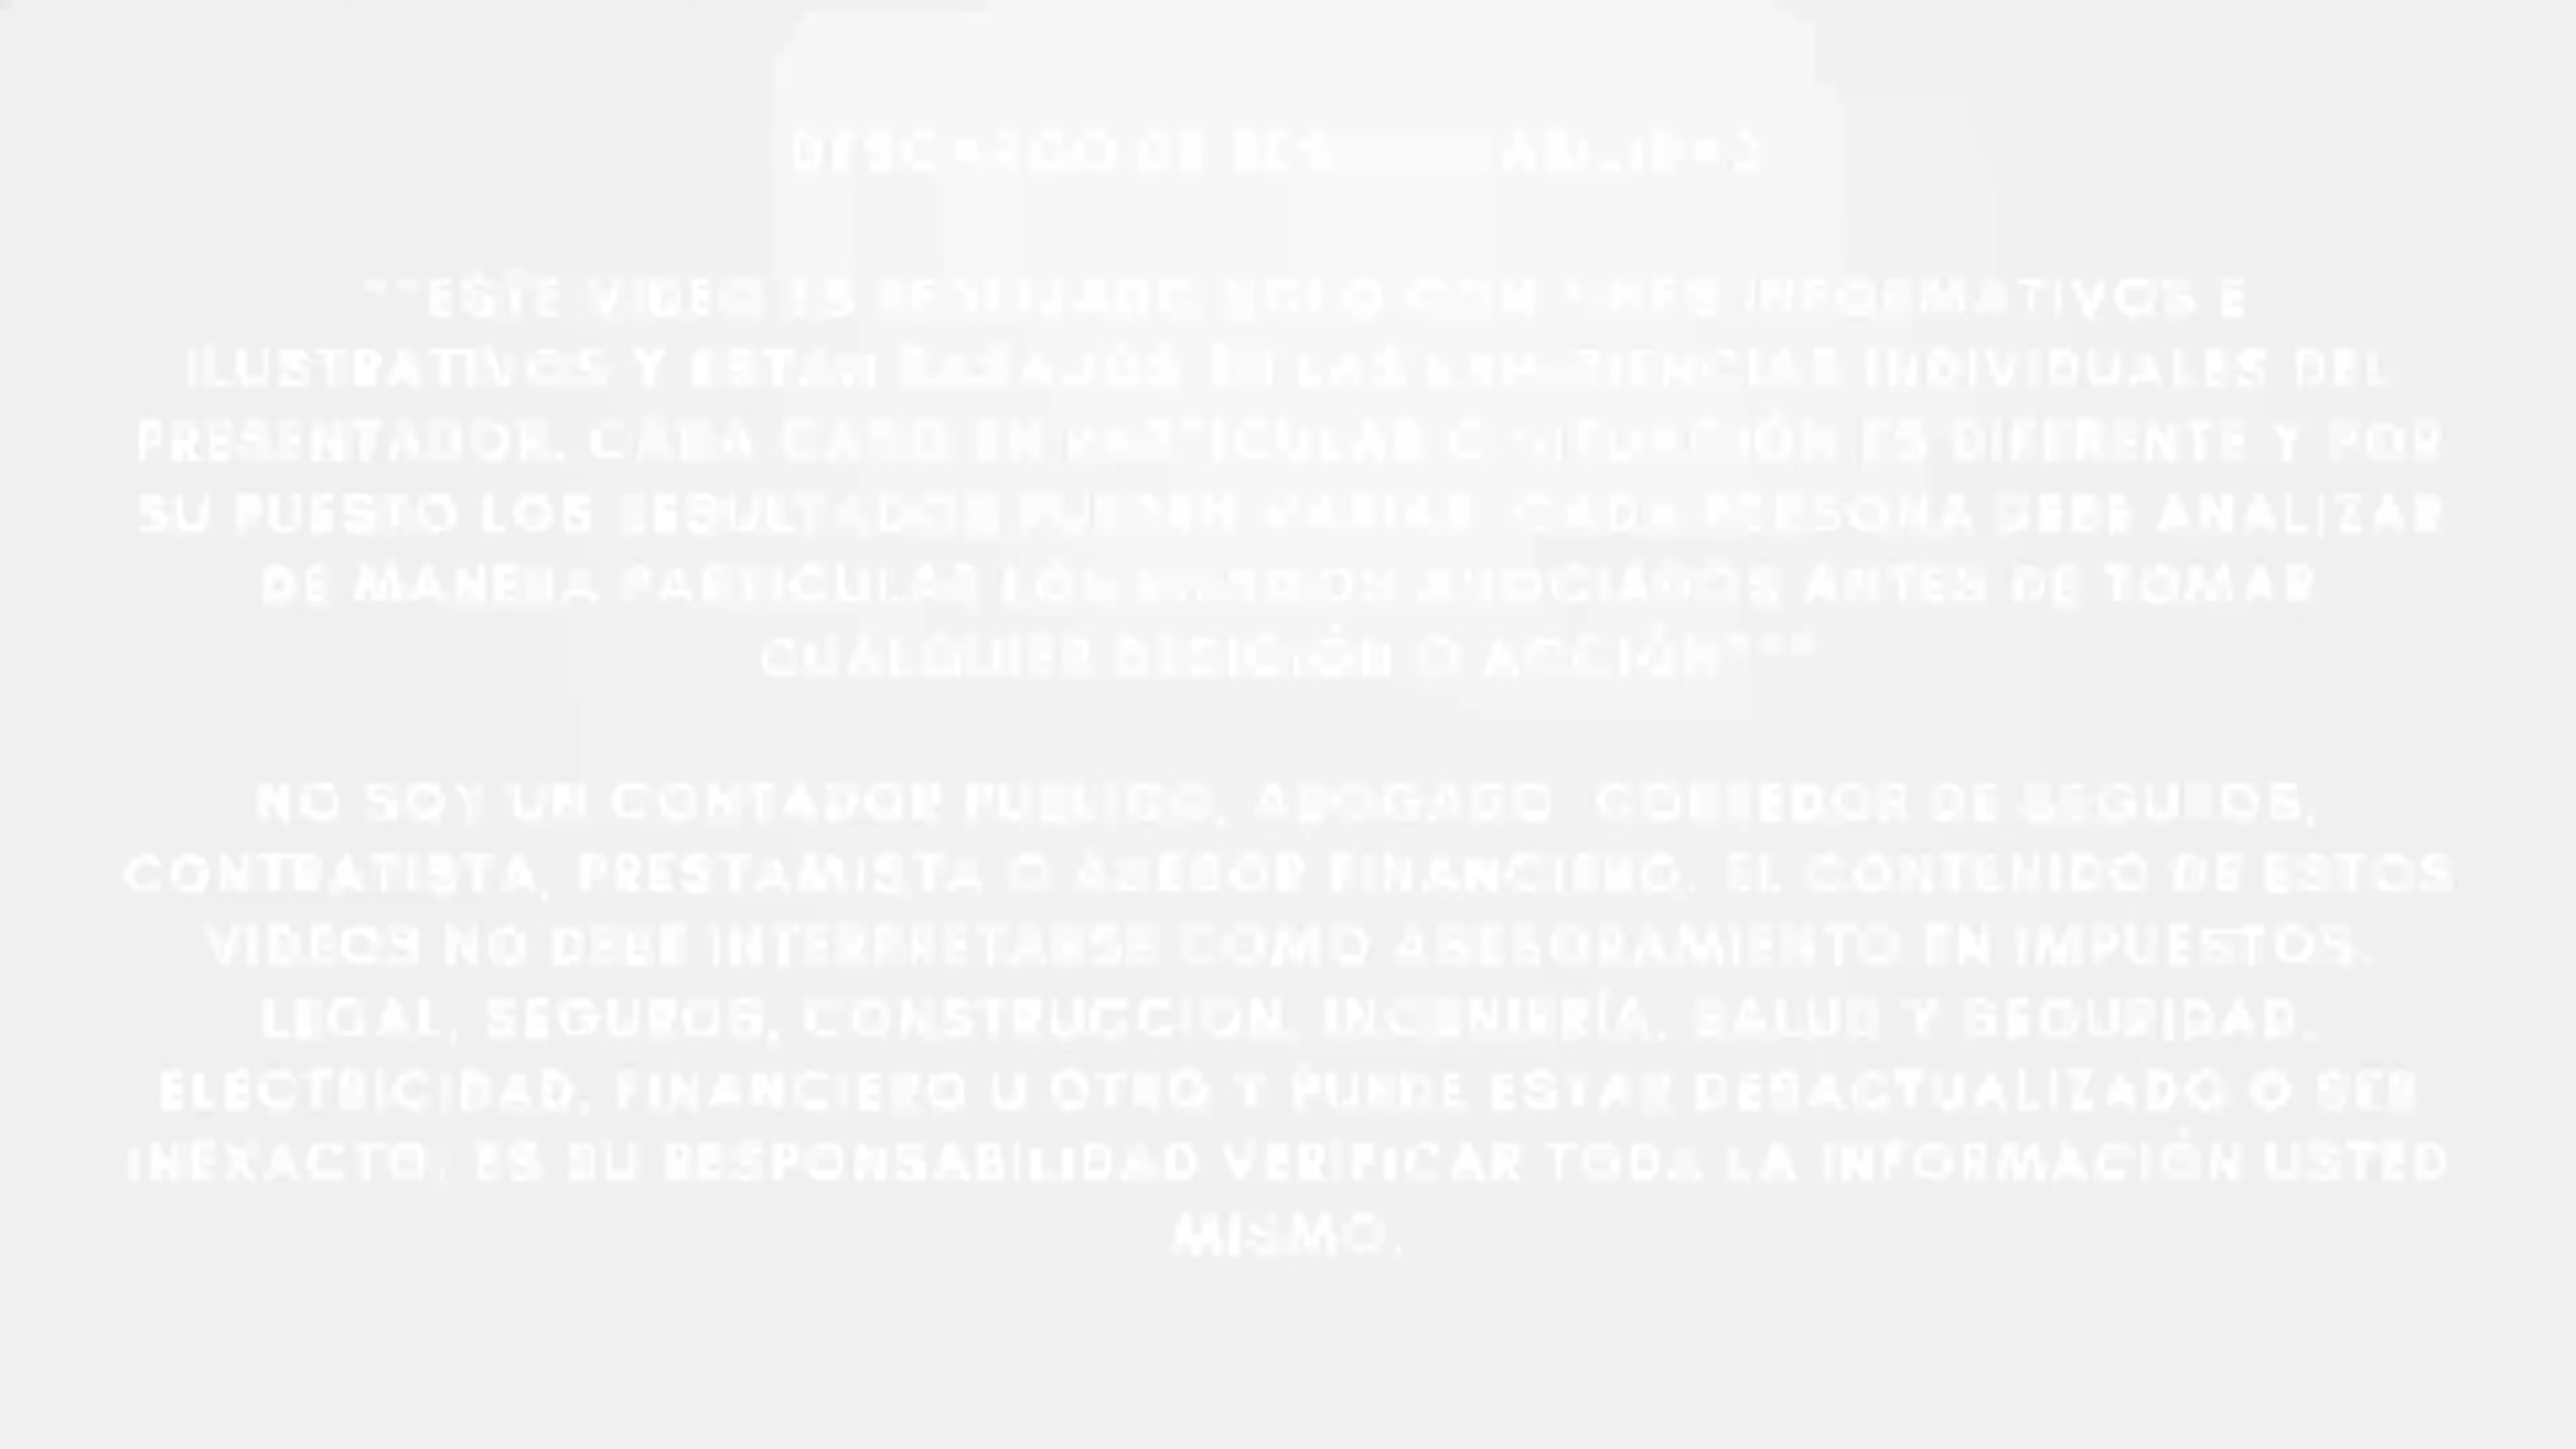 DESCARGO DE RESPONSABILIDAD
***ESTE VIDEO ES REALIZADO SOLO CON FINES INFORMATIVOS E
ILUSTRATIVOS Y ESTAN BASADOS EN LAS EXPERIENCIAS INDIVIDUALES DEL
PRESENTADOR. CADA CASO EN PARTICULAR O SITUACIÓN ES DIFERENTE Y POR
SU PUESTO LOS RESULTADOS PUEDEN VARIAR. CADA PERSONA DEBE ANALIZAR
DE MANERA PARTICULAR LOS RIESGOS ASOCIADOS ANTES DE TOMAR
CUALQUIER DECICIÓN O ACCIÓN***
NO SOY UN CONTADOR PUBLICO, ABOGADO, CORREDOR DE SEGUROS,
CONTRATISTA, PRESTAMISTA O ASESOR FINANCIERO. EL CONTENIDO DE ESTOS
VIDEOS NO DEBE INTERPRETARSE COMO ASESORAMIENTO EN IMPUESTOS,
LEGAL, SEGUROS, CONSTRUCCION, INGENIERÍA, SALUD Y SEGURIDAD,
ELECTRICIDAD, FINANCIERO U OTRO Y PUEDE ESTAR DESACTUALIZADO O SER
INEXACTO; ES SU RESPONSABILIDAD VERIFICAR TODA LA INFORMACIÓN USTED
MISMO.